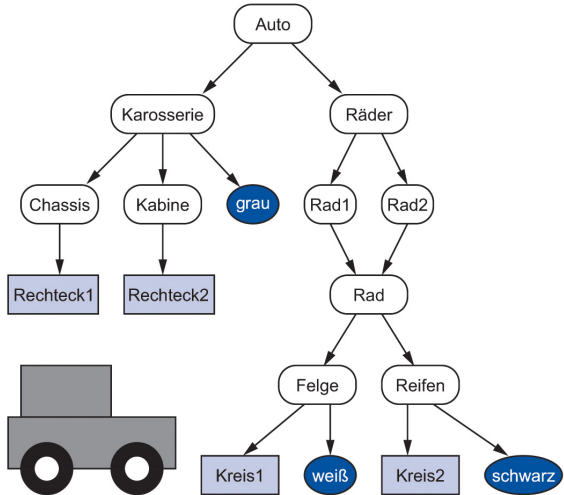 Auto
Karosserie
Räder
Chassis
Kabine
grau
Rad1
Rad2
Rechteck1
Rechteck2
Rad
Felge
Reifen
Kreis1
weiß
Kreis2
schwarz